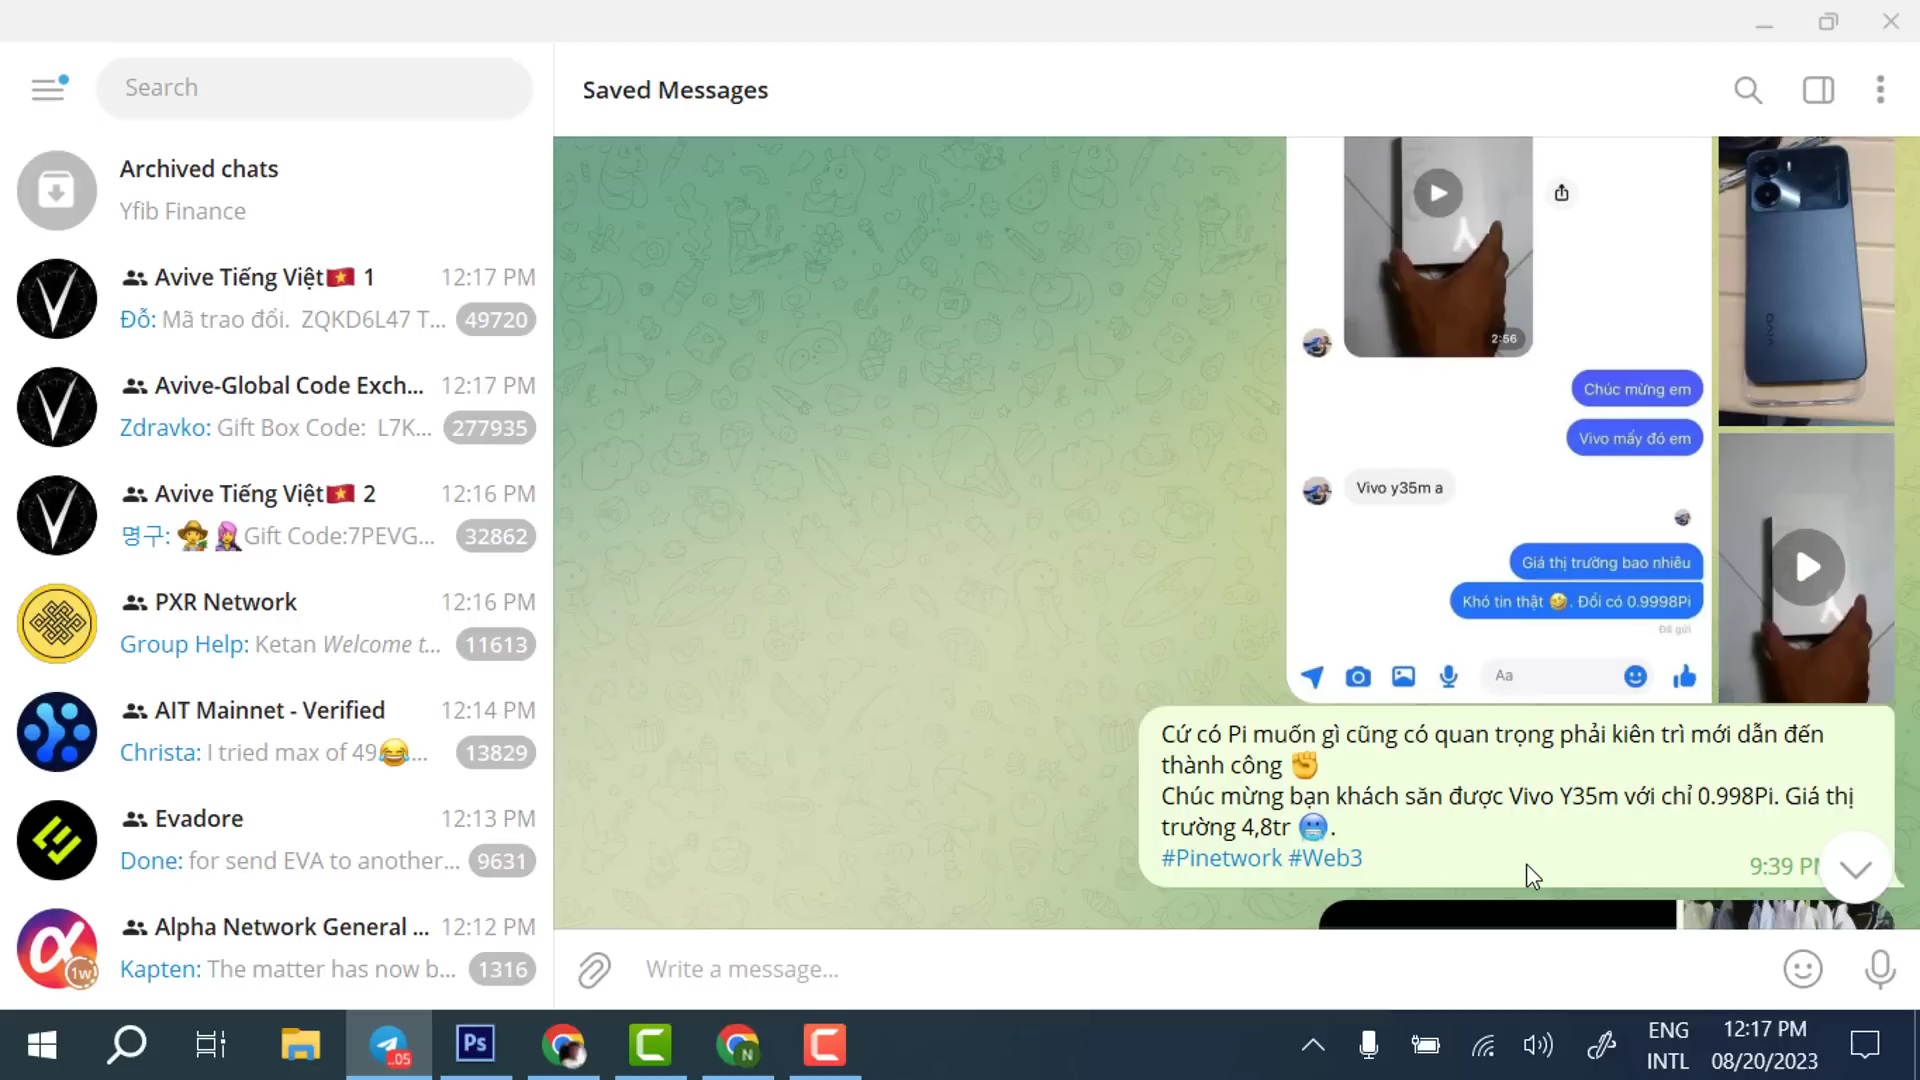 Search
Saved Messages
Archived chats
Yfib Finance
Avive Tiếng Việt🇻🇳 1
12:17 PM
Đỗ: Mã trao đổi. ZQKD6L47 T...
49720
Avive-Global Code Exch...
12:17 PM
Zdravko: Gift Box Code: L7K...
277935
Avive Tiếng Việt🇻🇳 2
12:16 PM
명구: 👩‍🌾👩‍🎤Gift Code:7PEVG...
32862
PXR Network
12:16 PM
Group Help: Ketan Welcome t...
11613
AIT Mainnet - Verified
12:14 PM
Christa: I tried max of 49😂...
13829
Evadore
12:13 PM
Done: for send EVA to another...
9631
Alpha Network General ...
12:12 PM
Kapten: The matter has now b...
1316
1w
2:56
Chúc mừng em
Vivo mấy đó em
Vivo y35m a
Giá thị trường bao nhiêu
Khó tin thật 🤣. Đổi có 0.9998Pi
Đã gửi
Aa
vivo
Cứ có Pi muốn gì cũng có quan trọng phải kiên trì mới dẫn đến
thành công ✊
Chúc mừng bạn khách săn được Vivo Y35m với chỉ 0.998Pi. Giá thị
trường 4,8tr 🥶.
#Pinetwork #Web3
9:39 PM
Write a message...
..05
Ps
N
ENG
INTL
12:17 PM
08/20/2023